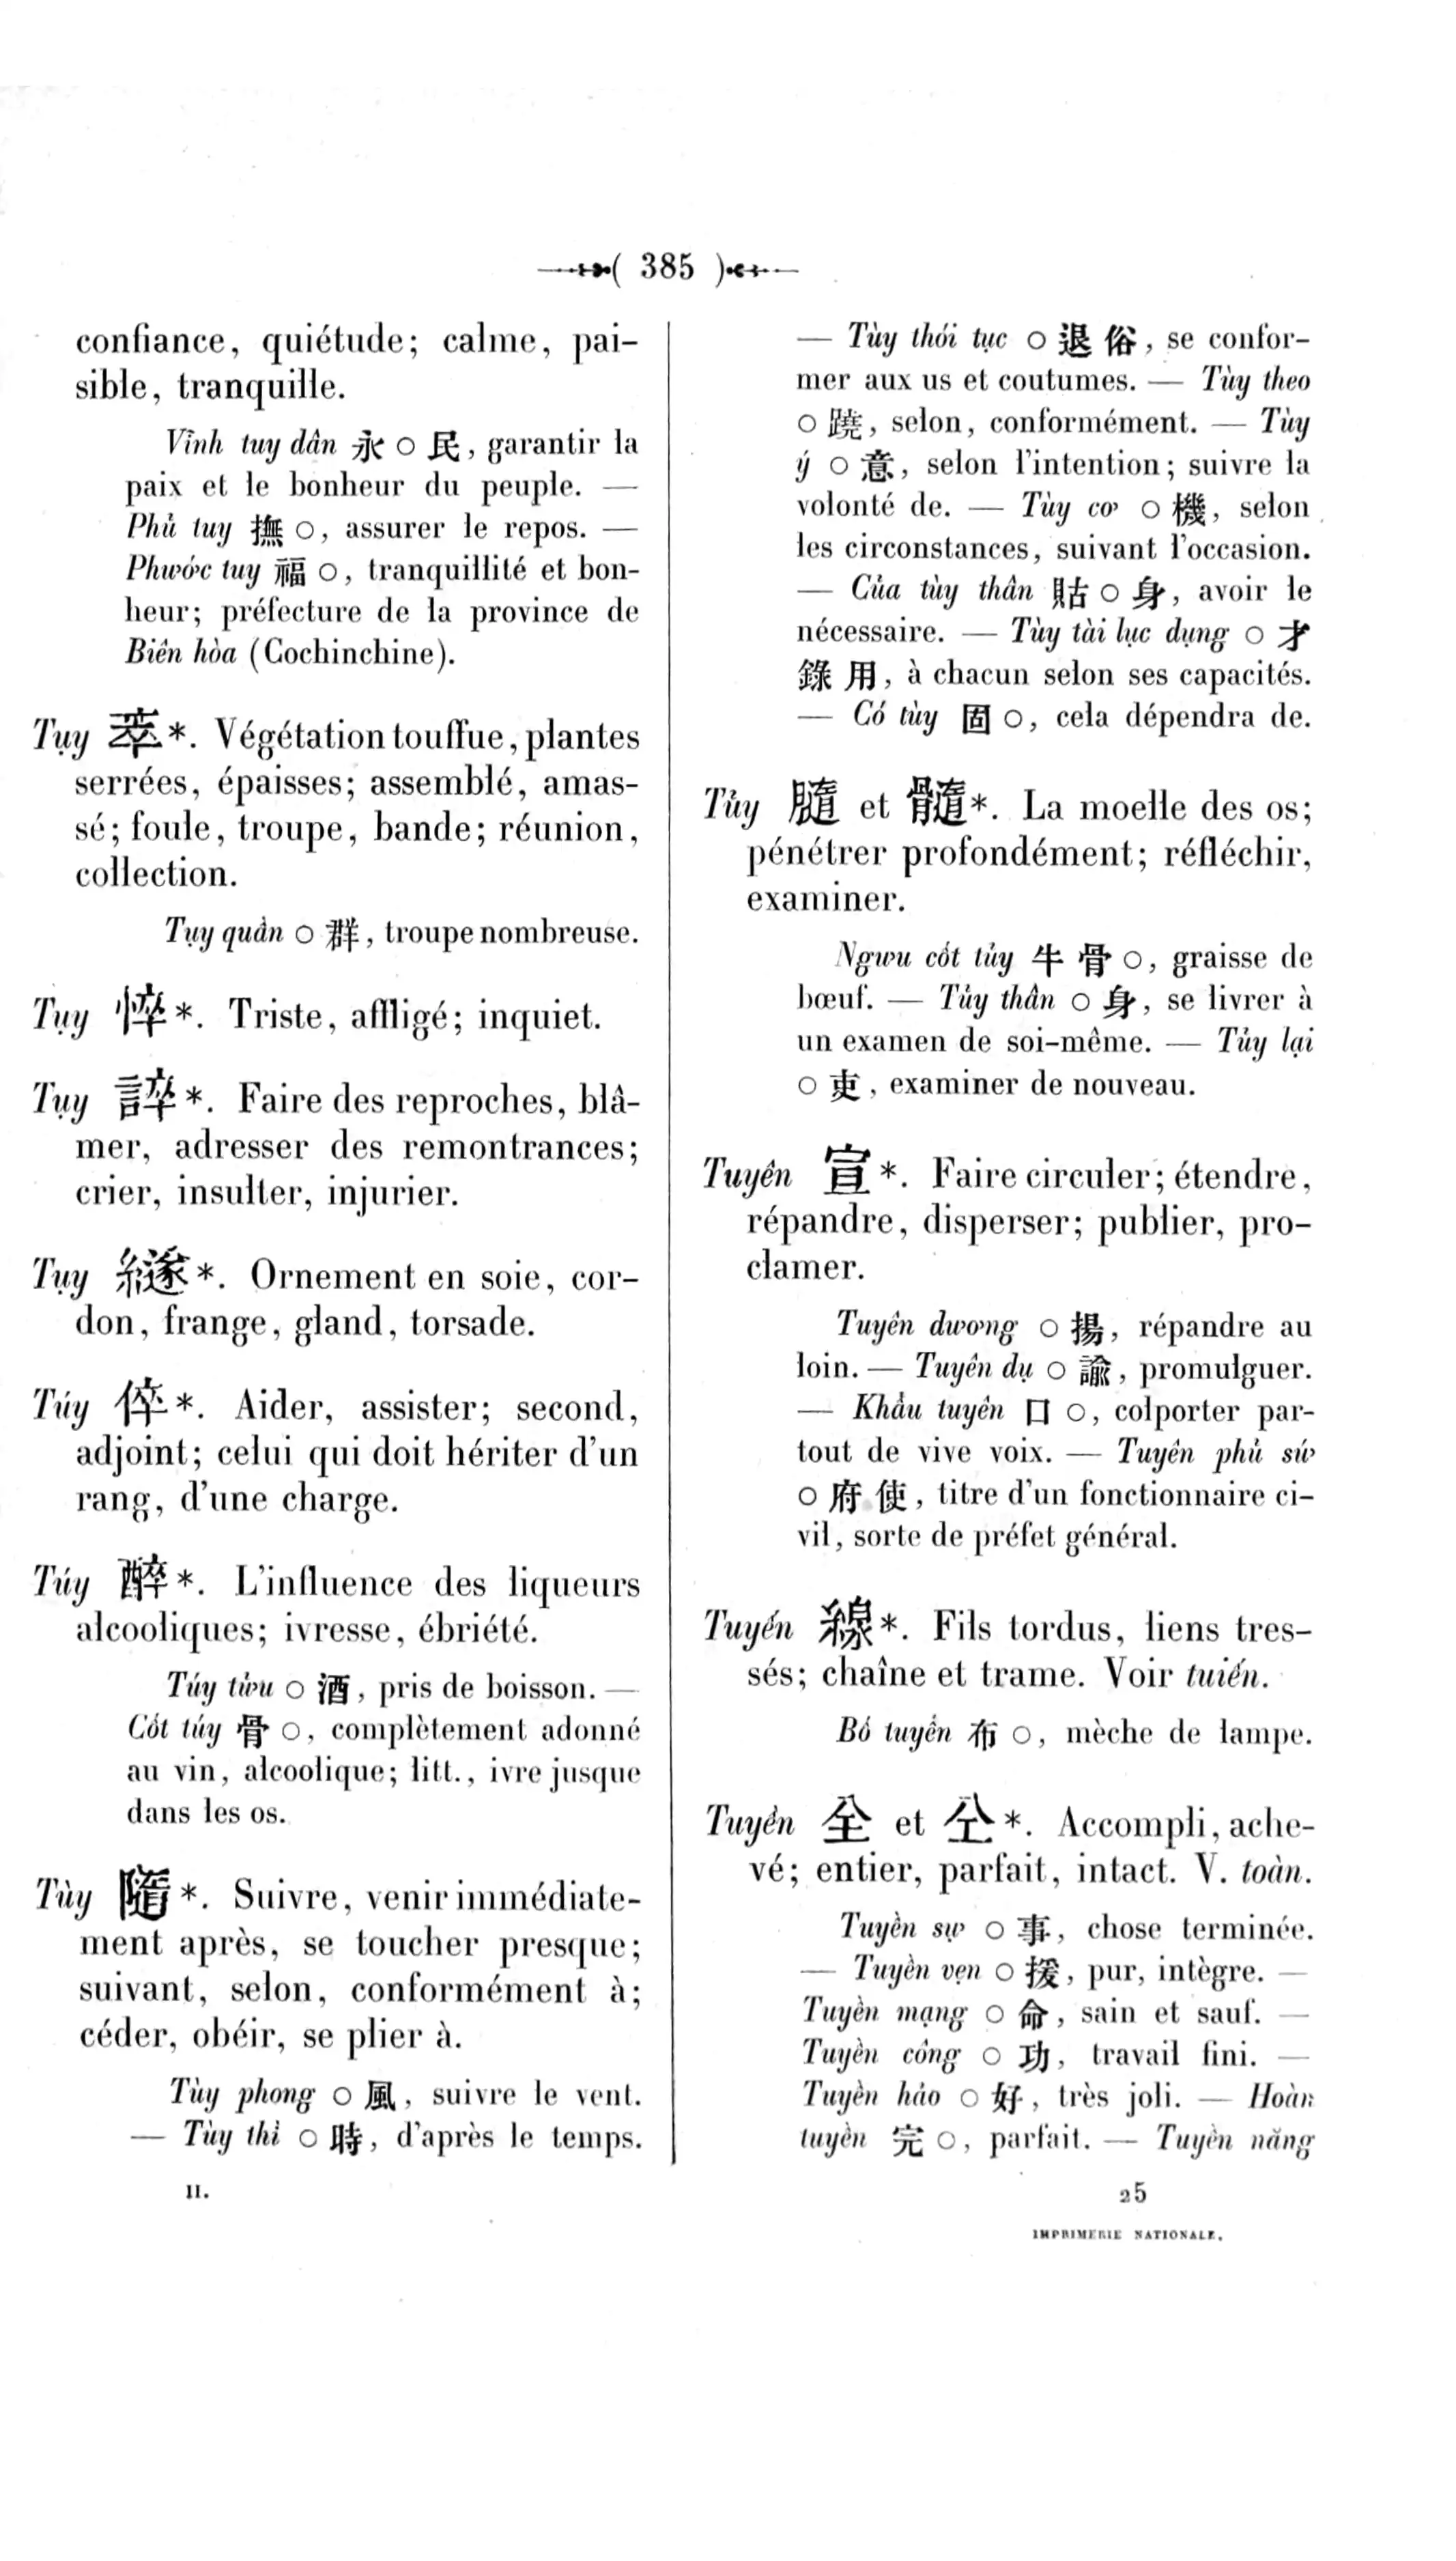 ( 385 )
confiance, quiétude; calme, pai-
sible, tranquille.
Vĩnh tuy dân 永 ○ 民, garantir la
paix et le bonheur du peuple. —
Phủ tuy 撫 ○, assurer le repos. —
Phước tuy 福 ○, tranquillité et bon-
heur; préfecture de la province de
Biên hòa (Cochinchine).
Tụy 萃*. Végétation touffue, plantes
serrées, épaisses; assemblé, amas-
sé; foule, troupe, bande; réunion,
collection.
Tụy quần ○ 群, troupe nombreuse.
Tụy 悴*. Triste, affligé; inquiet.
Tụy 誶*. Faire des reproches, blâ-
mer, adresser des remontrances;
crier, insulter, injurier.
Tụy 繸*. Ornement en soie, cor-
don, frange, gland, torsade.
Túy 倅*. Aider, assister; second,
adjoint; celui qui doit hériter d'un
rang, d'une charge.
Túy 醉*. L'influence des liqueurs
alcooliques; ivresse, ébriété.
Túy tửu ○ 酒, pris de boisson. —
Cốt túy 骨 ○, complètement adonné
au vin, alcoolique; litt., ivre jusque
dans les os.
Tùy 隨*. Suivre, venir immédiate-
ment après, se toucher presque;
suivant, selon, conformément à;
céder, obéir, se plier à.
Tùy phong ○ 風, suivre le vent.
— Tùy thì ○ 時, d'après le temps.
II.
— Tùy thói tục ○ 退 俗, se confor-
mer aux us et coutumes. — Tùy theo
○ 蹺, selon, conformément. — Tùy
ý ○ 意, selon l'intention; suivre la
volonté de. — Tùy cơ ○ 機, selon
les circonstances, suivant l'occasion.
— Của tùy thân 貼 ○ 身, avoir le
nécessaire. — Tùy tài lục dụng ○ 才
錄 用, à chacun selon ses capacités.
— Có tùy 固 ○, cela dépendra de.
Tủy 膸 et 髓*. La moelle des os;
pénétrer profondément; réfléchir,
examiner.
Ngưu cốt tủy 牛 骨 ○, graisse de
bœuf. — Tủy thân ○ 身, se livrer à
un examen de soi-même. — Tủy lại
○ 吏, examiner de nouveau.
Tuyên 宣*. Faire circuler; étendre,
répandre, disperser; publier, pro-
clamer.
Tuyên dương ○ 揚, répandre au
loin. — Tuyên dụ ○ 諭, promulguer.
— Khẩu tuyên 口 ○, colporter par-
tout de vive voix. — Tuyên phủ sứ
○ 府 使, titre d'un fonctionnaire ci-
vil, sorte de préfet général.
Tuyến 線*. Fils tordus, liens tres-
sés; chaîne et trame. Voir tuiến.
Bố tuyến 布 ○, mèche de lampe.
Tuyền 全 et 仝*. Accompli, ache-
vé; entier, parfait, intact. V. toàn.
Tuyền sự ○ 事, chose terminée.
— Tuyền vẹn ○ 援, pur, intègre. —
Tuyền mạng ○ 命, sain et sauf. —
Tuyền công ○ 功, travail fini. —
Tuyền hảo ○ 好, très joli. — Hoàn
tuyền 完 ○, parfait. — Tuyền năng
25
IMPRIMERIE NATIONALE.